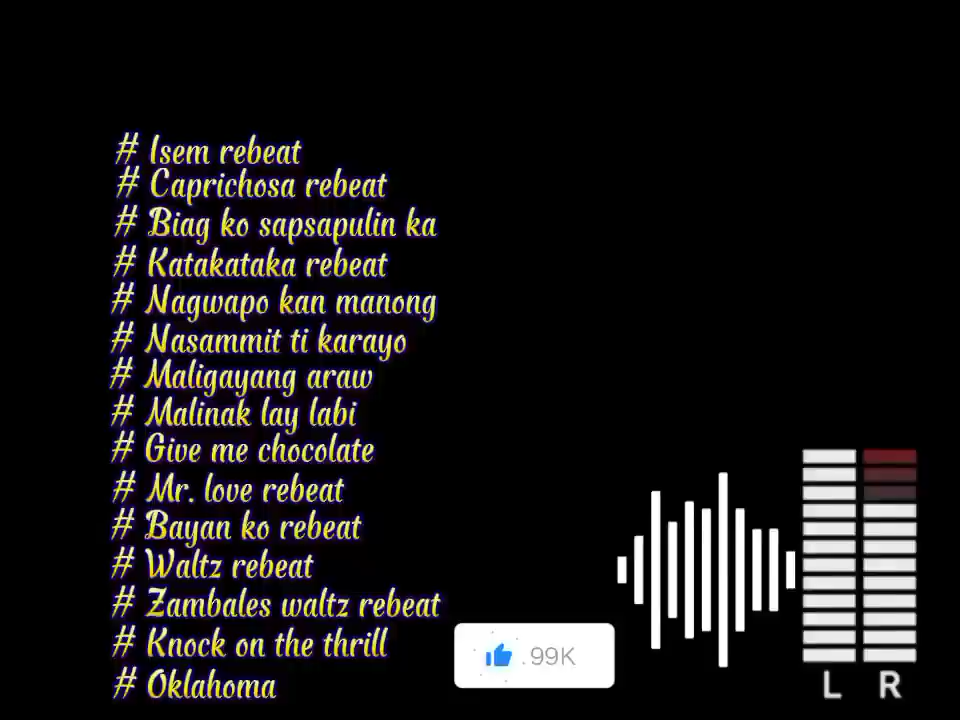 # Isem rebeat
# Caprichosa rebeat
# Biag ko sapsapulin ka
# Katakataka rebeat
# Nagwapo kan manong
# Nasammit ti karayo
# Maligayang araw
# Malinak lay labi
# Give me chocolate
# Mr. love rebeat
# Bayan ko rebeat
# Waltz rebeat
# Zambales waltz rebeat
# Knock on the thrill
# Oklahoma
.99K
L R